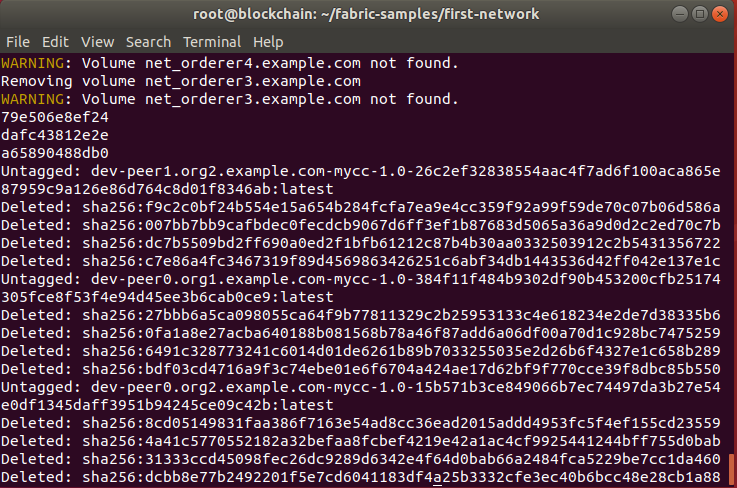 root@blockchain: ~/fabric-samples/first-network
File Edit View Search Terminal Help
WARNING: Volume net_orderer4.example.com not found.
Removing volume net_orderer3.example.com
WARNING: Volume net_orderer3.example.com not found.
79e506e8ef24
dafc43812e2e
a65890488db0
Untagged: dev-peer1.org2.example.com-mycc-1.0-26c2ef32838554aac4f7ad6f100aca865e
87959c9a126e86d764c8d01f8346ab:latest
Deleted: sha256:f9c2c0bf24b554e15a654b284fcfa7ea9e4cc359f92a99f59de70c07b06d586a
Deleted: sha256:007bb7bb9cafbdec0fecdcb9067d6ff3ef1b87683d5065a36a9d0d2c2ed70c7b
Deleted: sha256:dc7b5509bd2ff690a0ed2f1bfb61212c87b4b30aa0332503912c2b5431356722
Deleted: sha256:c7e86a4fc3467319f89d4569863426251c6abf34db1443536d42ff042e137e1c
Untagged: dev-peer0.org1.example.com-mycc-1.0-384f11f484b9302df90b453200cfb25174
305fce8f53f4e94d45ee3b6cab0ce9:latest
Deleted: sha256:27bbb6a5ca098055ca64f9b77811329c2b25953133c4e618234e2de7d38335b6
Deleted: sha256:0fa1a8e27acba640188b081568b78a46f87add6a06df00a70d1c928bc7475259
Deleted: sha256:6491c328773241c6014d01de6261b89b7033255035e2d26b6f4327e1c658b289
Deleted: sha256:bdf03cd4716a9f3c74ebe01e6f6704a424ae17d62bf9f770cce39f8dbc85b550
Untagged: dev-peer0.org2.example.com-mycc-1.0-15b571b3ce849066b7ec74497da3b27e54
e0df1345daff3951b94245ce09c42b:latest
Deleted: sha256:8cd05149831faa386f7163e54ad8cc36ead2015addd4953fc5f4ef155cd23559
Deleted: sha256:4a41c5770552182a32befaa8fcbef4219e42a1ac4cf9925441244bff755d0bab
Deleted: sha256:31333ccd45098fec26dc9289d6342e4f64d0bab66a2484fca5229be7cc1da460
Deleted: sha256:dcbb8e77b2492201f5e7cd6041183df4a25b3332cfe3ec40b6bcc48e28cb1a88